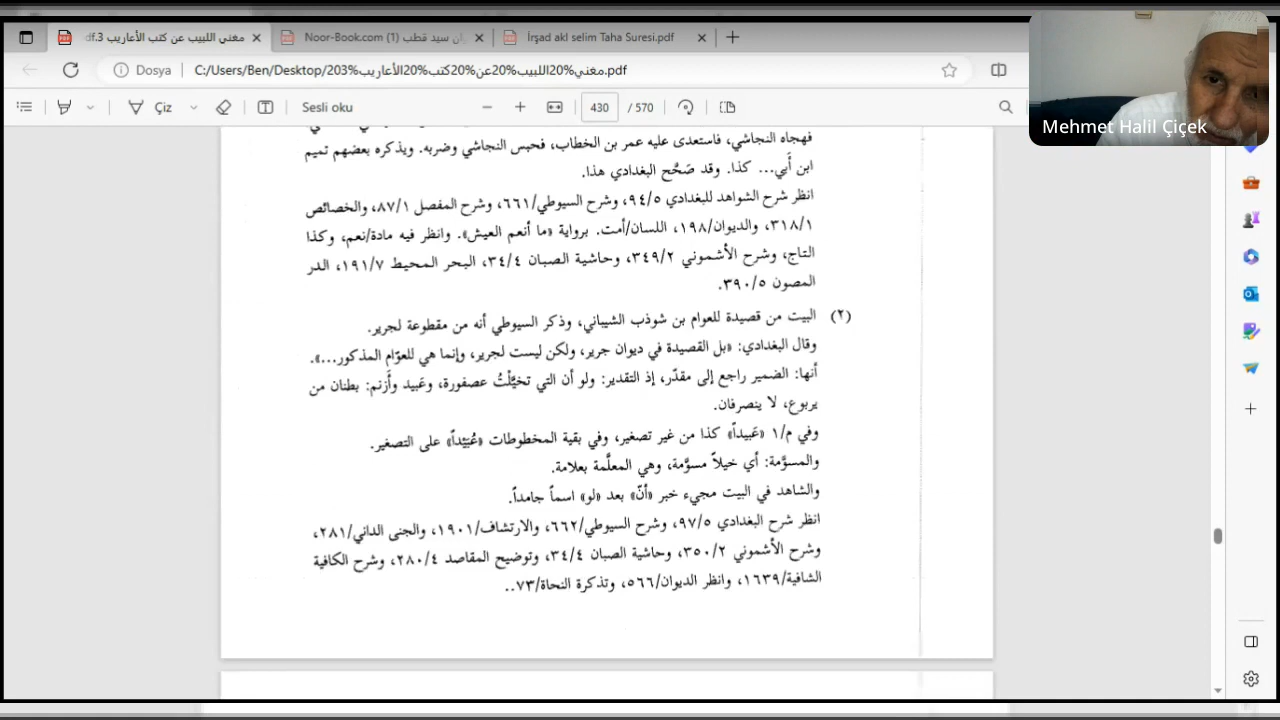 مغني اللبيب عن كتب الأعاريب 3.df
ان سيد قطب (1) Noor-Book.com
İrşad akl selim Taha Suresi.pdf
Dosya
C:/Users/Ben/Desktop/203%مغني%20اللبيب%20عن%20كتب%20الأعاريب.pdf
Çiz
Sesli oku
430 / 570
Mehmet Halil Çiçek
فهجاه النجاشي، فاستعدى عليه عمر بن الخطاب، فحبس النجاشي وضربه. ويذكره بعضهم تميم
ابن أَبي... كذا. وقد صَحَّح البغدادي هذا.
انظر شرح الشواهد للبغدادي ٩٤/٥، وشرح السيوطي/٦٦١، وشرح المفصل ٨٧/١، والخصائص
٣١٨/١، والديوان/١٩٨، اللسان/أمت. برواية «ما أنعم العيش». وانظر فيه مادة/نعم، وكذا
التاج، وشرح الأشموني ٣٤٩/٢، وحاشية الصبان ٣٤/٤، البحر المحيط ١٩١/٧، الدر
المصون ٣٩٠/٥.
(٢) البيت من قصيدة للعوام بن شوذب الشيباني، وذكر السيوطي أنه من مقطوعة لجرير.
وقال البغدادي: «بل القصيدة في ديوان جرير، ولكن ليست لجرير، وإنما هي للعوّام المذكور...».
أنها: الضمير راجع إلى مقدّر، إذ التقدير: ولو أن التي تخيَّلْتُ عصفورة، وعَبيد وأَزنم: بطنان من
يربوع، لا ينصرفان.
وفي م/١ «عَبيداً» كذا من غير تصغير، وفي بقية المخطوطات «عُبَيْداً» على التصغير.
والمسوَّمة: أي خيلاً مسوَّمة، وهي المعلَّمة بعلامة.
والشاهد في البيت مجيء خبر «أنّ» بعد «لو» اسماً جامداً.
انظر شرح البغدادي ٩٧/٥، وشرح السيوطي/٦٦٢، والارتشاف/١٩٠١، والجنى الداني/٢٨١،
وشرح الأشموني ٣٥٠/٢، وحاشية الصبان ٣٤/٤، وتوضيح المقاصد ٢٨٠/٤، وشرح الكافية
الشافية/١٦٣٩، وانظر الديوان/٥٦٦، وتذكرة النحاة/٧٣..